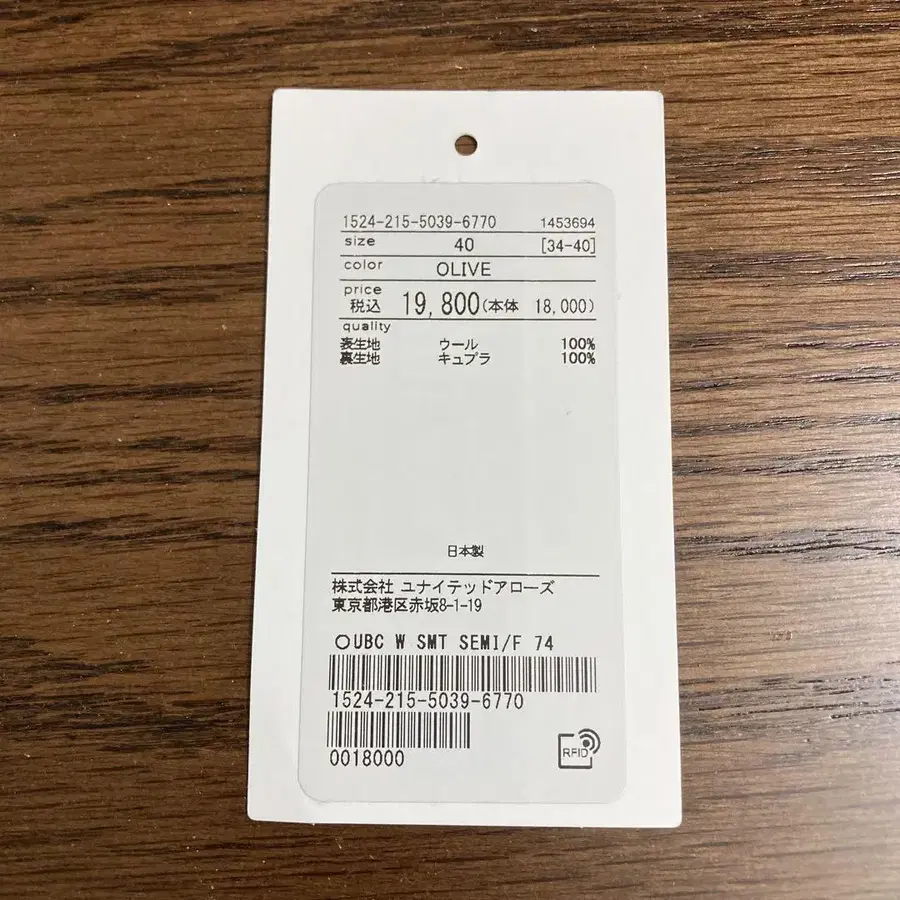 1524-215-5039-6770 1453694
size 40 [34-40]
color OLIVE
price
税込 19,800(本体 18,000)
quality
表生地 ウール 100%
裏生地 キュプラ 100%
日本製
株式会社 ユナイテッドアローズ
東京都港区赤坂8-1-19
○UBC W SMT SEMI/F 74
1524-215-5039-6770
0018000
RFID